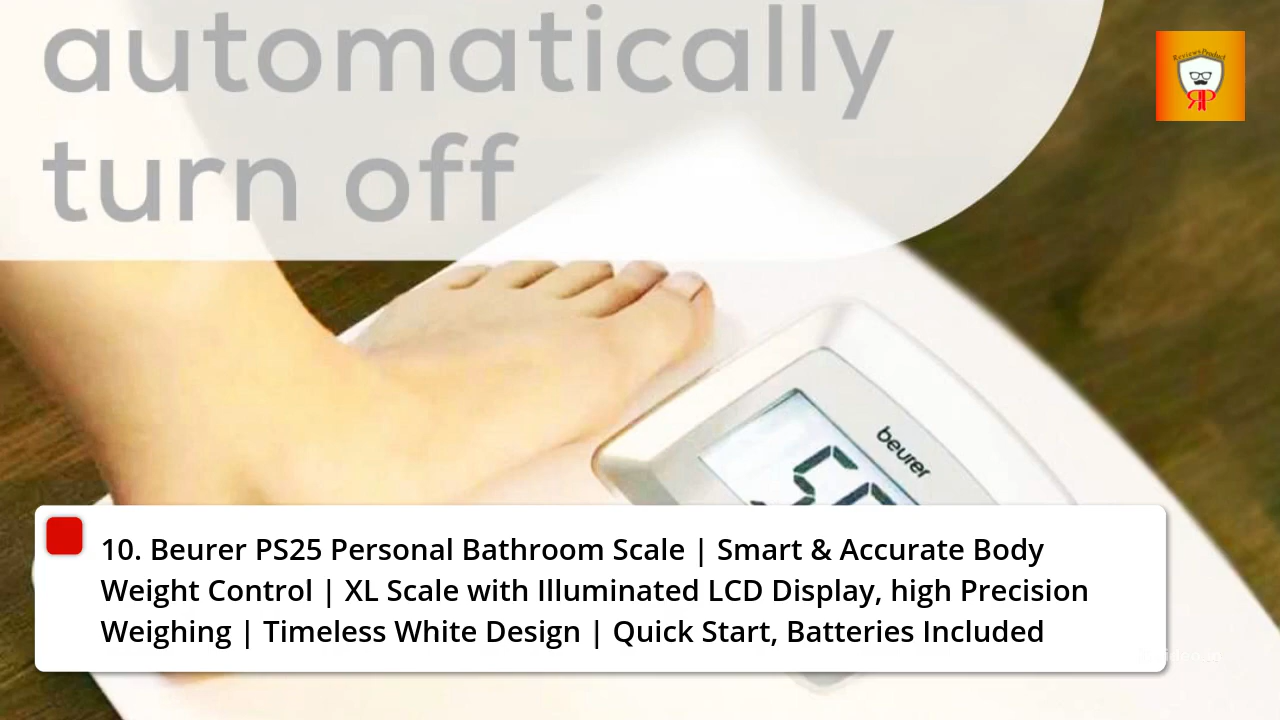 automatically
turn off
ReviewsProduct
beurer
10. Beurer PS25 Personal Bathroom Scale | Smart & Accurate Body
Weight Control | XL Scale with Illuminated LCD Display, high Precision
Weighing | Timeless White Design | Quick Start, Batteries Included